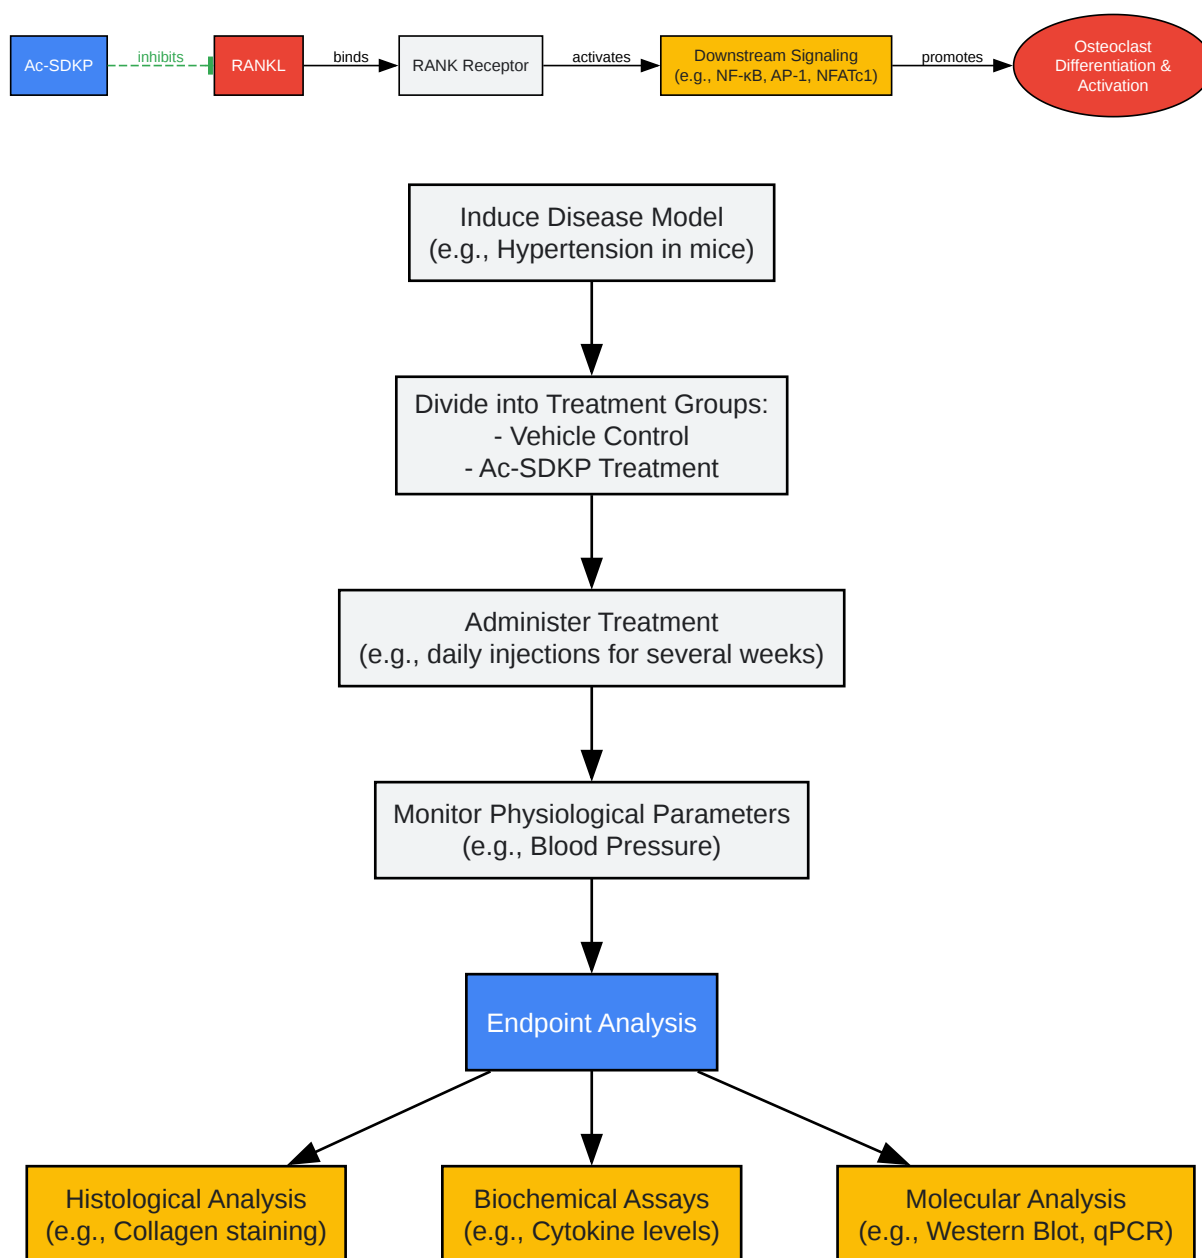 Ac-SDKP
inhibits
RANKL
binds
RANK Receptor
activates
Downstream Signaling
(e.g., NF-κB, AP-1, NFATc1)
promotes
Osteoclast
Differentiation &
Activation
Induce Disease Model
(e.g., Hypertension in mice)
Divide into Treatment Groups:
- Vehicle Control
- Ac-SDKP Treatment
Administer Treatment
(e.g., daily injections for several weeks)
Monitor Physiological Parameters
(e.g., Blood Pressure)
Endpoint Analysis
Histological Analysis
(e.g., Collagen staining)
Biochemical Assays
(e.g., Cytokine levels)
Molecular Analysis
(e.g., Western Blot, qPCR)